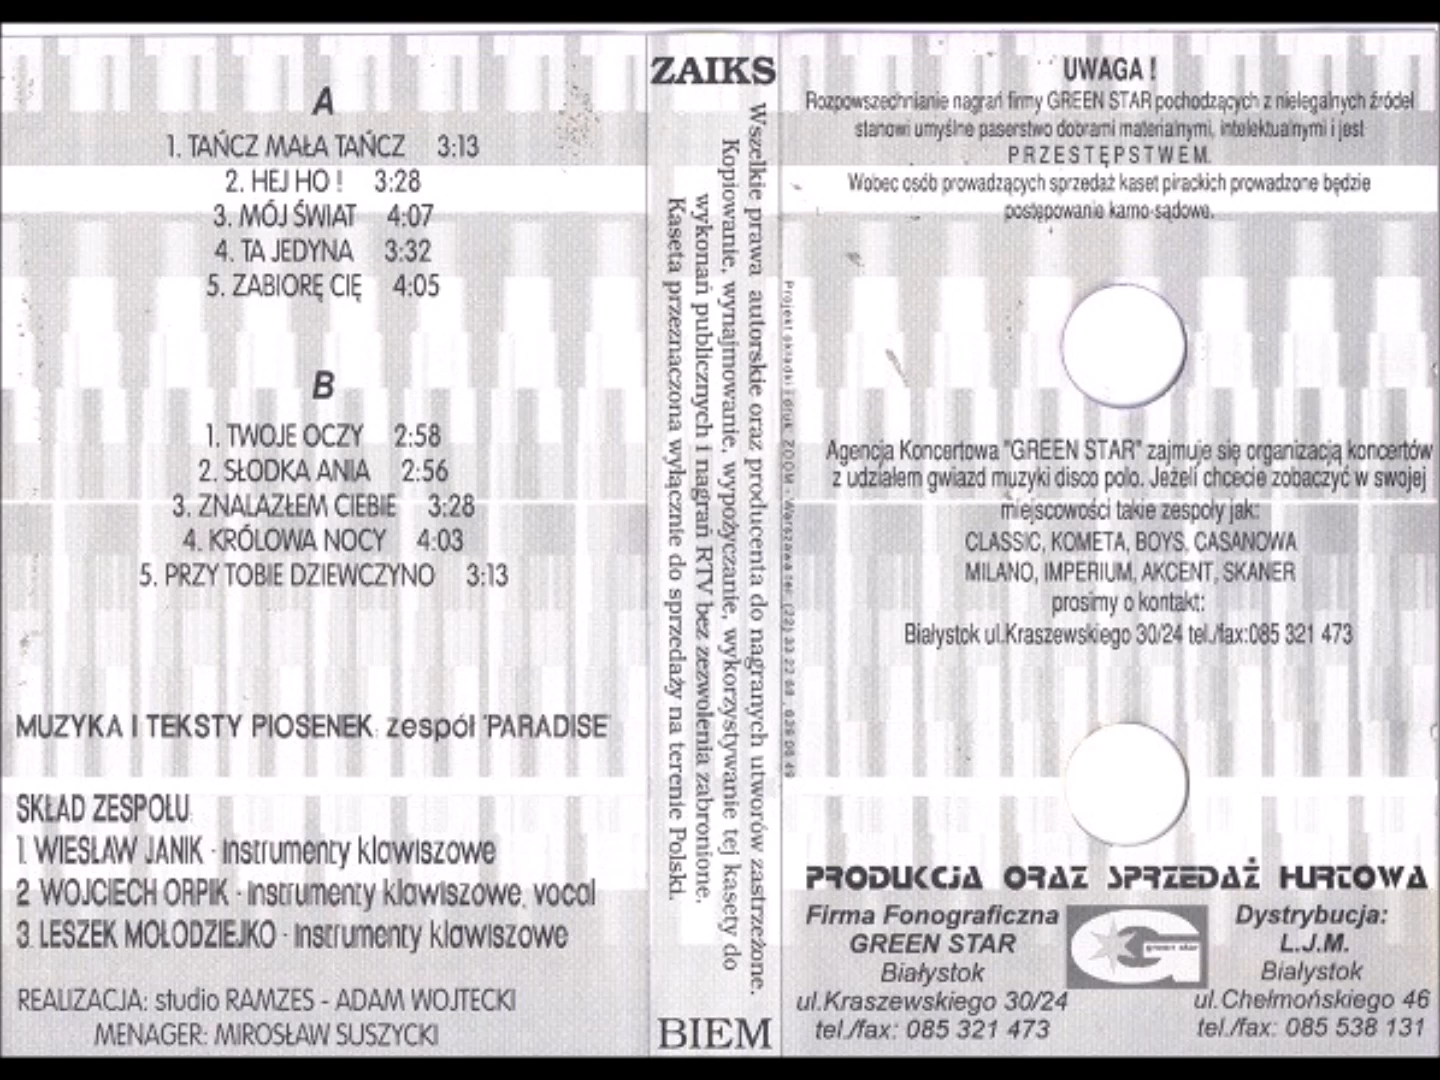 A
1. TAŃCZ MAŁA TAŃCZ 3:13
2. HEJ HO ! 3:28
3. MÓJ ŚWIAT 4:07
4. TA JEDYNA 3:32
5. ZABIORĘ CIĘ 4:05
B
1. TWOJE OCZY 2:58
2. SŁODKA ANIA 2:56
3. ZNALAZŁEM CIEBIE 3:28
4. KRÓLOWA NOCY 4:03
5. PRZY TOBIE DZIEWCZYNO 3:13
MUZYKA I TEKSTY PIOSENEK: zespół 'PARADISE'
SKŁAD ZESPOŁU:
1. WIESŁAW JANIK - instrumenty klawiszowe
2. WOJCIECH ORPIK - instrumenty klawiszowe, vocal
3. LESZEK MOŁODZIEJKO - instrumenty klawiszowe
REALIZACJA: studio RAMZES - ADAM WOJTECKI
MENAGER: MIROSŁAW SUSZYCKI
ZAIKS
Wszelkie prawa autorskie oraz producenta do nagranych utworów zastrzeżone.
Kopiowanie, wynajmowanie, wypożyczanie, wykorzystywanie tej kasety do
wykonań publicznych i nagrań RTV bez zezwolenia zabronione.
Kaseta przeznaczona wyłącznie do sprzedaży na terenie Polski.
BIEM
Projekt okładki i druk: ZOOM - Warszawa tel. (22)
UWAGA !
Rozpowszechnianie nagrań firmy GREEN STAR pochodzących z nielegalnych źródeł
stanowi umyślne paserstwo dobrami materialnymi, intelektualnymi i jest
PRZESTĘPSTWEM.
Wobec osób prowadzących sprzedaż kaset pirackich prowadzone będzie
postępowanie karno-sądowe.
Agencja Koncertowa "GREEN STAR" zajmuje się organizacją koncertów
z udziałem gwiazd muzyki disco polo. Jeżeli chcecie zobaczyć w swojej
miejscowości takie zespoły jak:
CLASSIC, KOMETA, BOYS, CASANOWA
MILANO, IMPERIUM, AKCENT, SKANER
prosimy o kontakt:
Białystok ul.Kraszewskiego 30/24 tel./fax:085 321 473
PRODUKCJA ORAZ SPRZEDAŻ HURTOWA
Firma Fonograficzna
GREEN STAR
Białystok
ul.Kraszewskiego 30/24
tel./fax: 085 321 473
green star
Dystrybucja:
L.J.M.
Białystok
ul.Chełmońskiego 46
tel./fax: 085 538 131